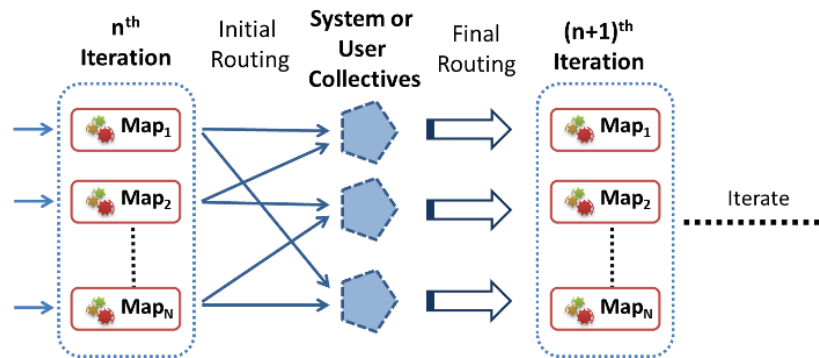 nth
Iteration
Initial
Routing
System or
User
Collectives
Final
Routing
(n+1)th
Iteration
Map1
Map2
MapN
Map1
Map2
MapN
Iterate